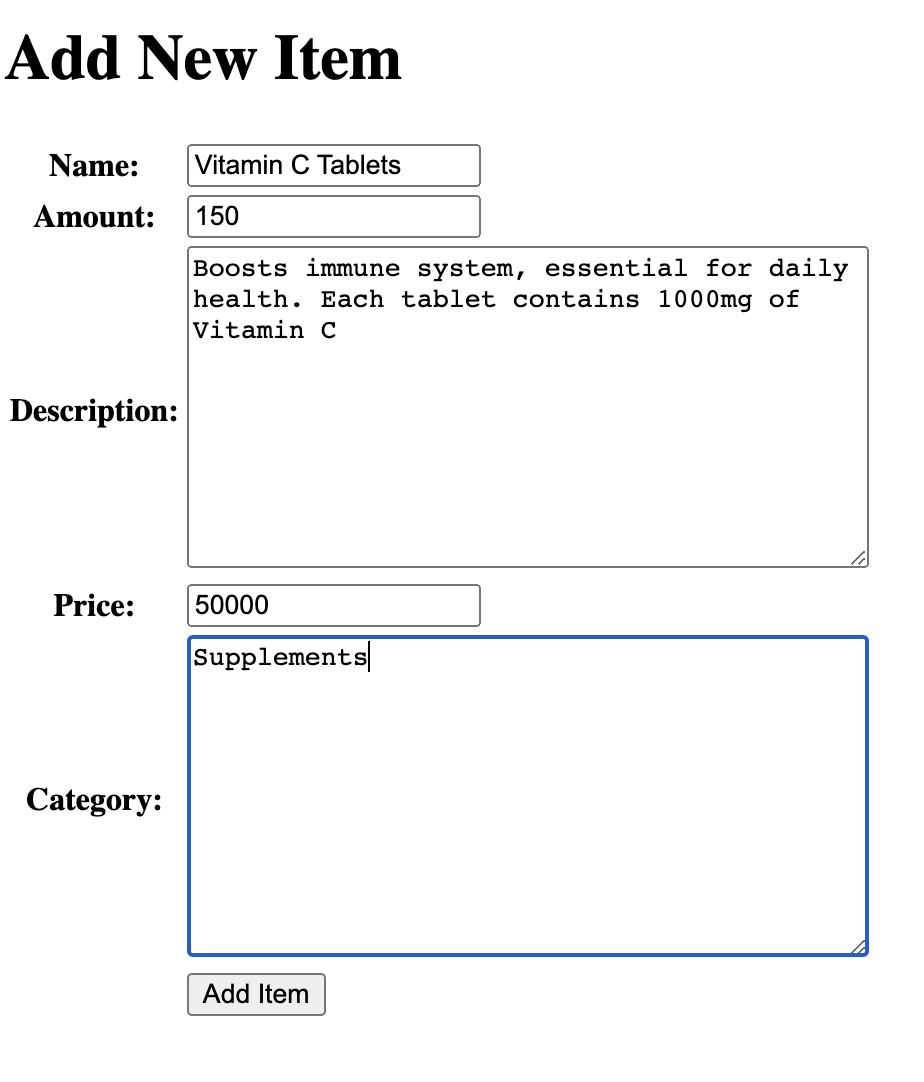 Add New Item
Name: Vitamin C Tablets
Amount: 150
Description: Boosts immune system, essential for daily
health. Each tablet contains 1000mg of
Vitamin C
Price: 50000
Category: Supplements
Add Item